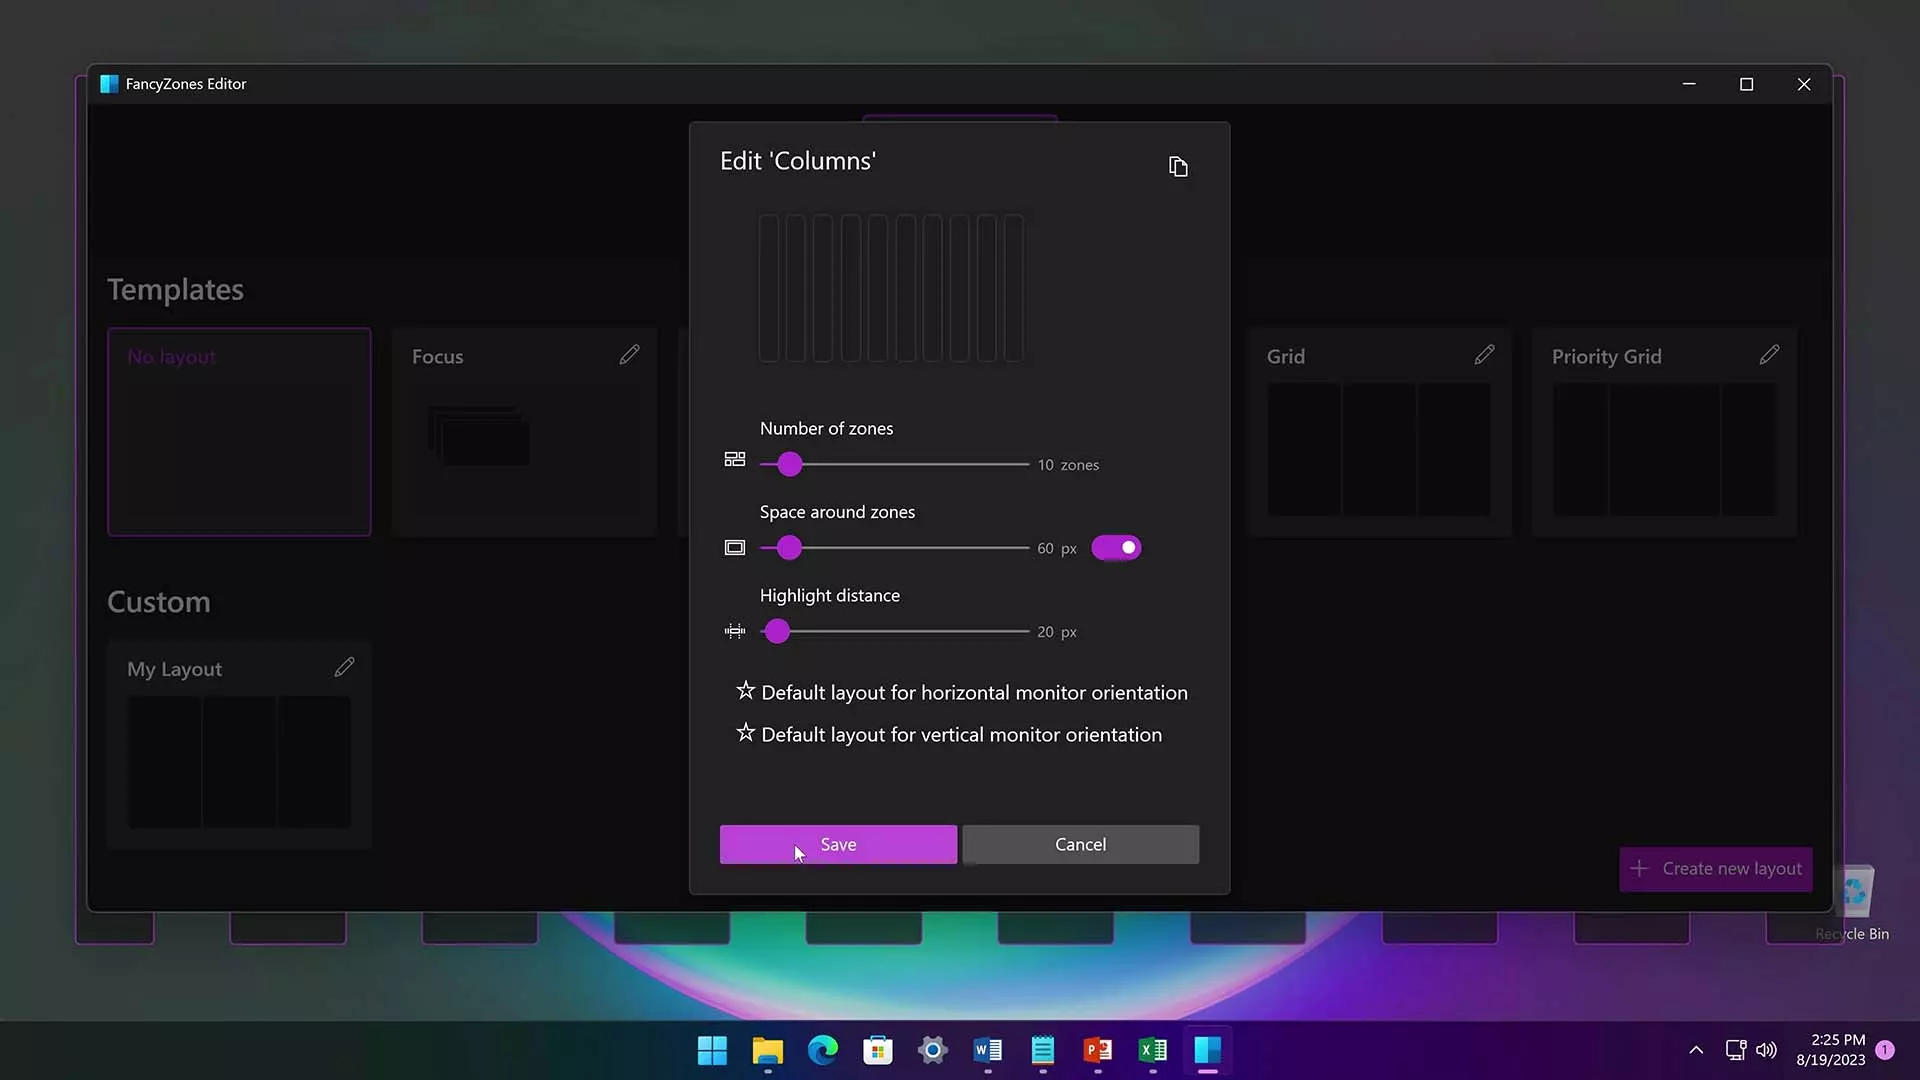 FancyZones Editor
Edit 'Columns'
Templates
No layout
Focus
Grid
Priority Grid
Number of zones
10 zones
Space around zones
60 px
Highlight distance
20 px
Custom
My Layout
Default layout for horizontal monitor orientation
Default layout for vertical monitor orientation
Save
Cancel
Create new layout
Recycle Bin
2:25 PM
8/19/2023
1